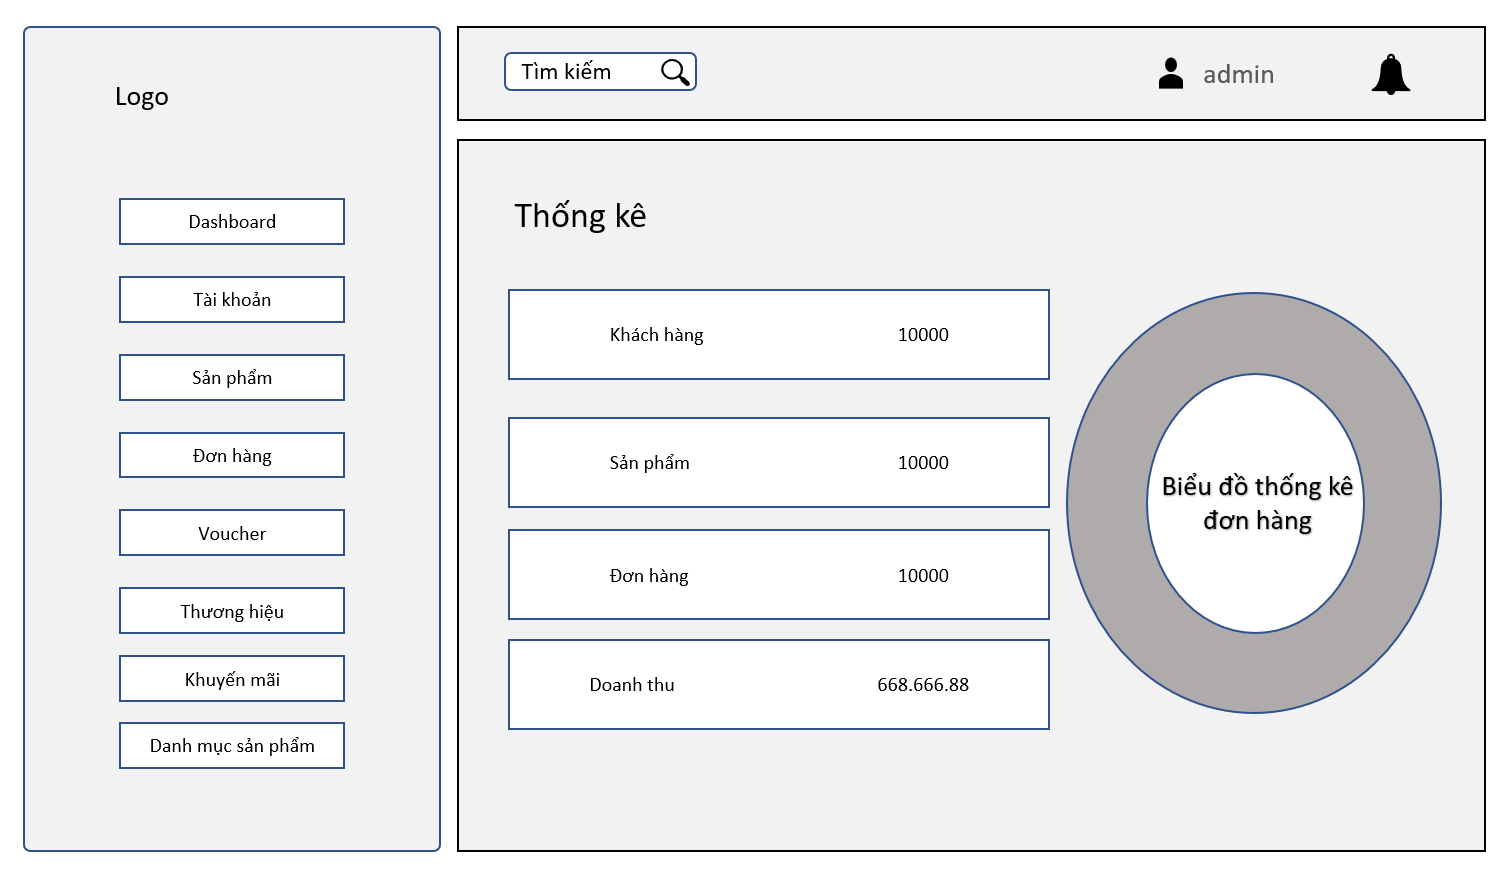 Logo
Dashboard
Tài khoản
Sản phẩm
Đơn hàng
Voucher
Thương hiệu
Khuyến mãi
Danh mục sản phẩm
Tìm kiếm
admin
Thống kê
Khách hàng 10000
Sản phẩm 10000
Đơn hàng 10000
Doanh thu 668.666.88
Biểu đồ thống kê
đơn hàng